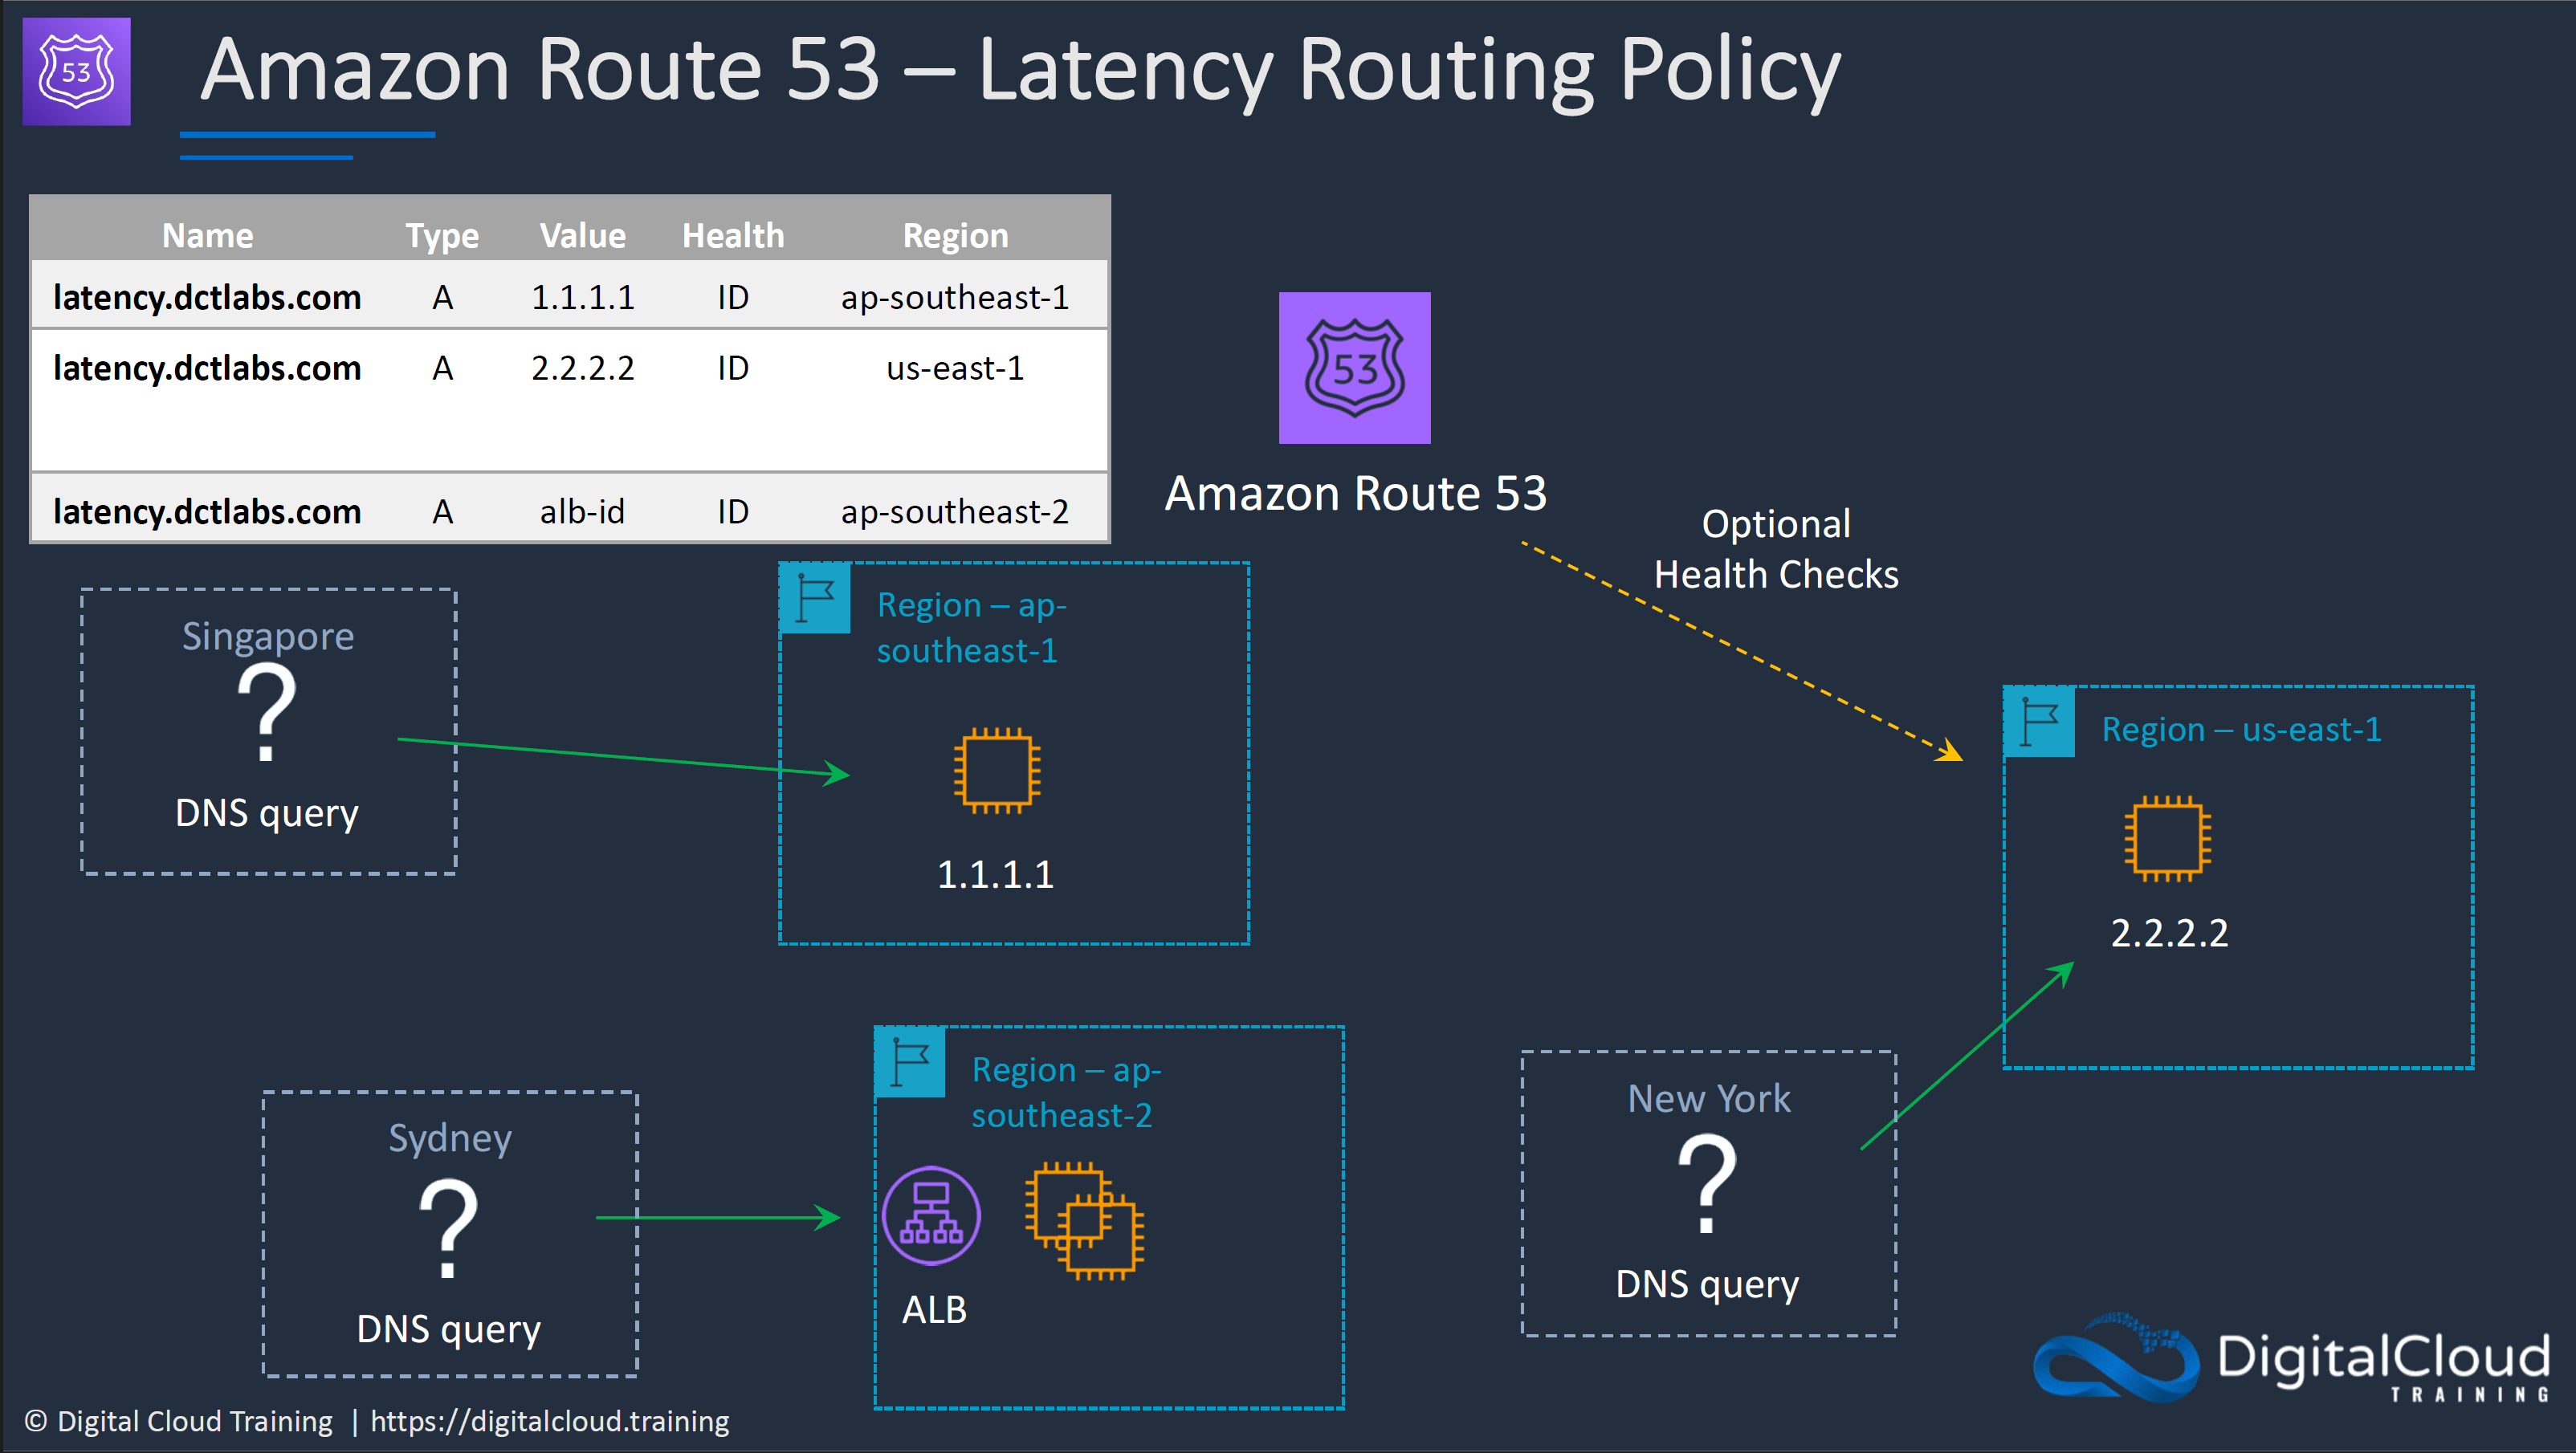 53
Amazon Route 53 – Latency Routing Policy
Name Type Value Health Region
latency.dctlabs.com A 1.1.1.1 ID ap-southeast-1
latency.dctlabs.com A 2.2.2.2 ID us-east-1
latency.dctlabs.com A alb-id ID ap-southeast-2
53
Amazon Route 53
Optional
Health Checks
Singapore
?
DNS query
Region – ap-
southeast-1
1.1.1.1
Region – us-east-1
2.2.2.2
Sydney
?
DNS query
Region – ap-
southeast-2
ALB
New York
?
DNS query
DigitalCloud
TRAINING
© Digital Cloud Training | https://digitalcloud.training